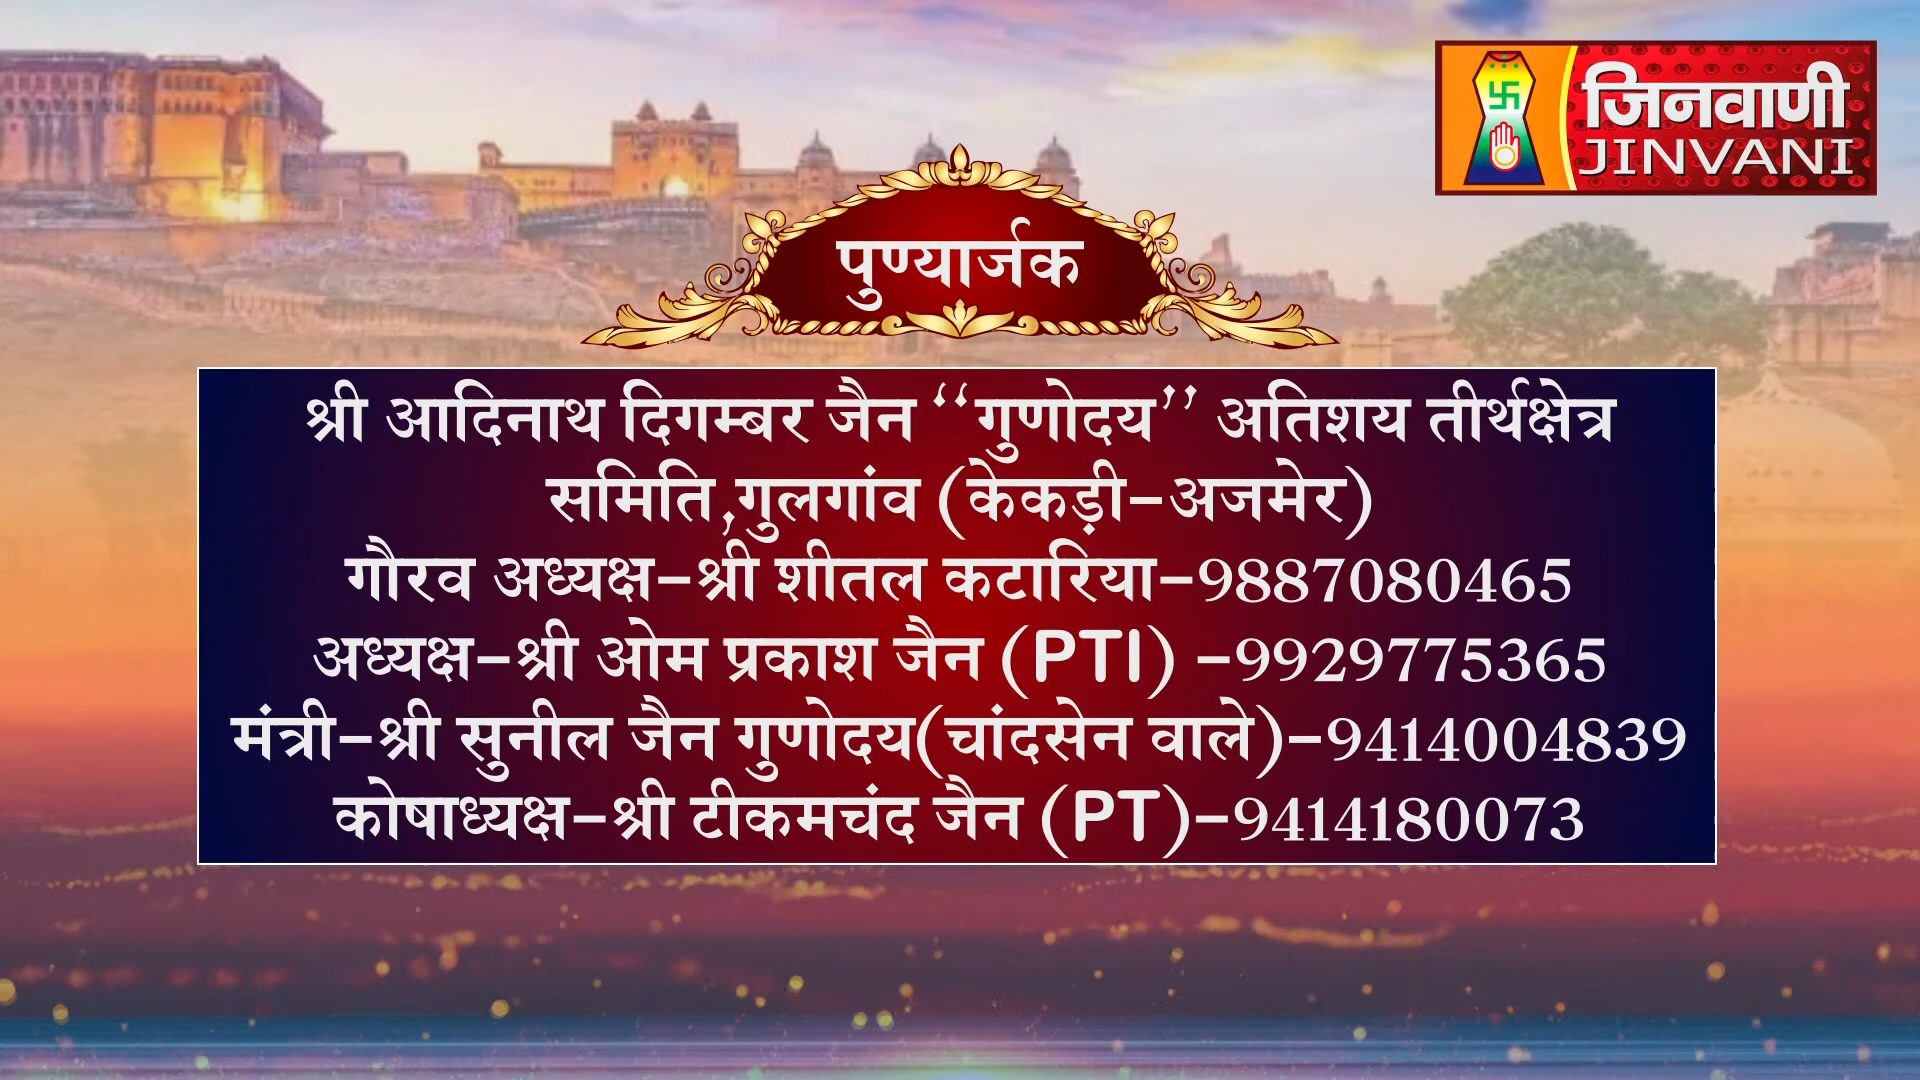 जिनवाणी
JINVANI
पुण्यार्जक
श्री आदिनाथ दिगम्बर जैन “गुणोदय” अतिशय तीर्थक्षेत्र
समिति,गुलगांव (केकड़ी-अजमेर)
गौरव अध्यक्ष-श्री शीतल कटारिया-9887080465
अध्यक्ष-श्री ओम प्रकाश जैन (PTI) -9929775365
मंत्री-श्री सुनील जैन गुणोदय(चांदसेन वाले)-9414004839
कोषाध्यक्ष-श्री टीकमचंद जैन (PT)-9414180073